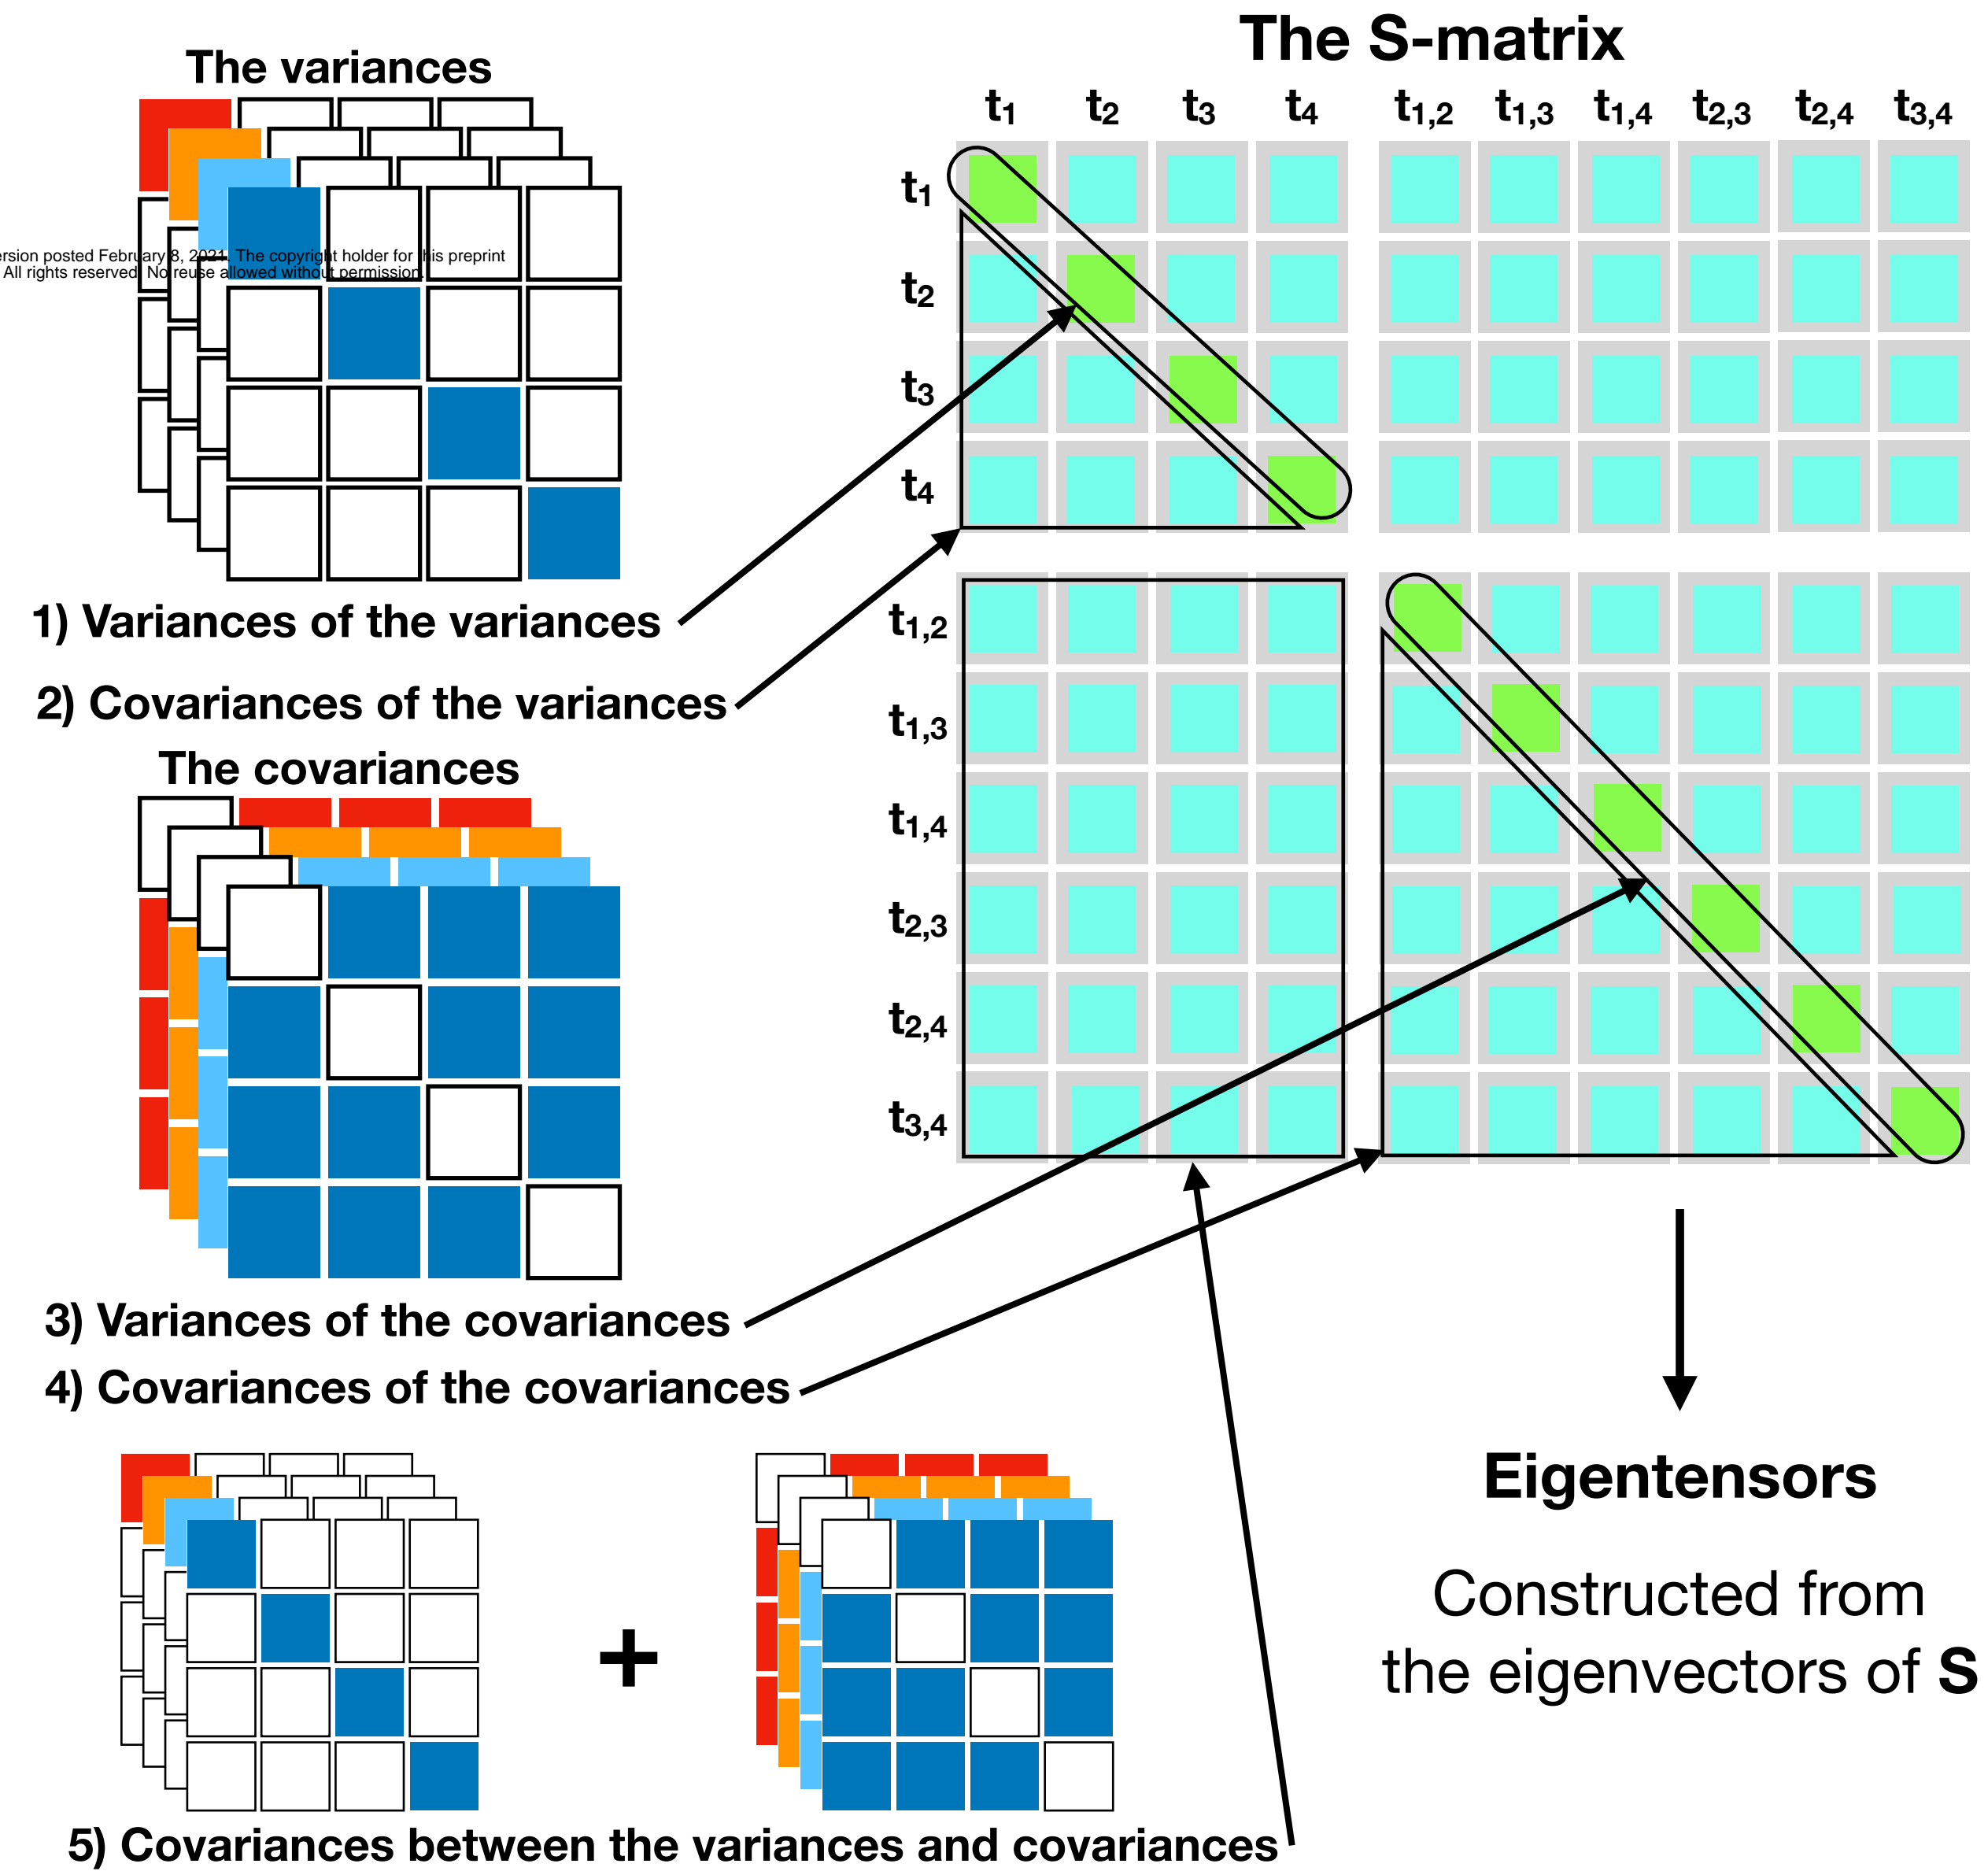 The S-matrix
The variances
t1 t2 t3 t4 t1,2 t1,3 t1,4 t2,3 t2,4 t3,4
t1
t2
t3
t4
t1,2
t1,3
t1,4
t2,3
t2,4
t3,4
ersion posted February 8, 2021. The copyright holder for this preprint
All rights reserved. No reuse allowed without permission.
1) Variances of the variances
2) Covariances of the variances
The covariances
3) Variances of the covariances
4) Covariances of the covariances
+
5) Covariances between the variances and covariances
Eigentensors
Constructed from
the eigenvectors of S